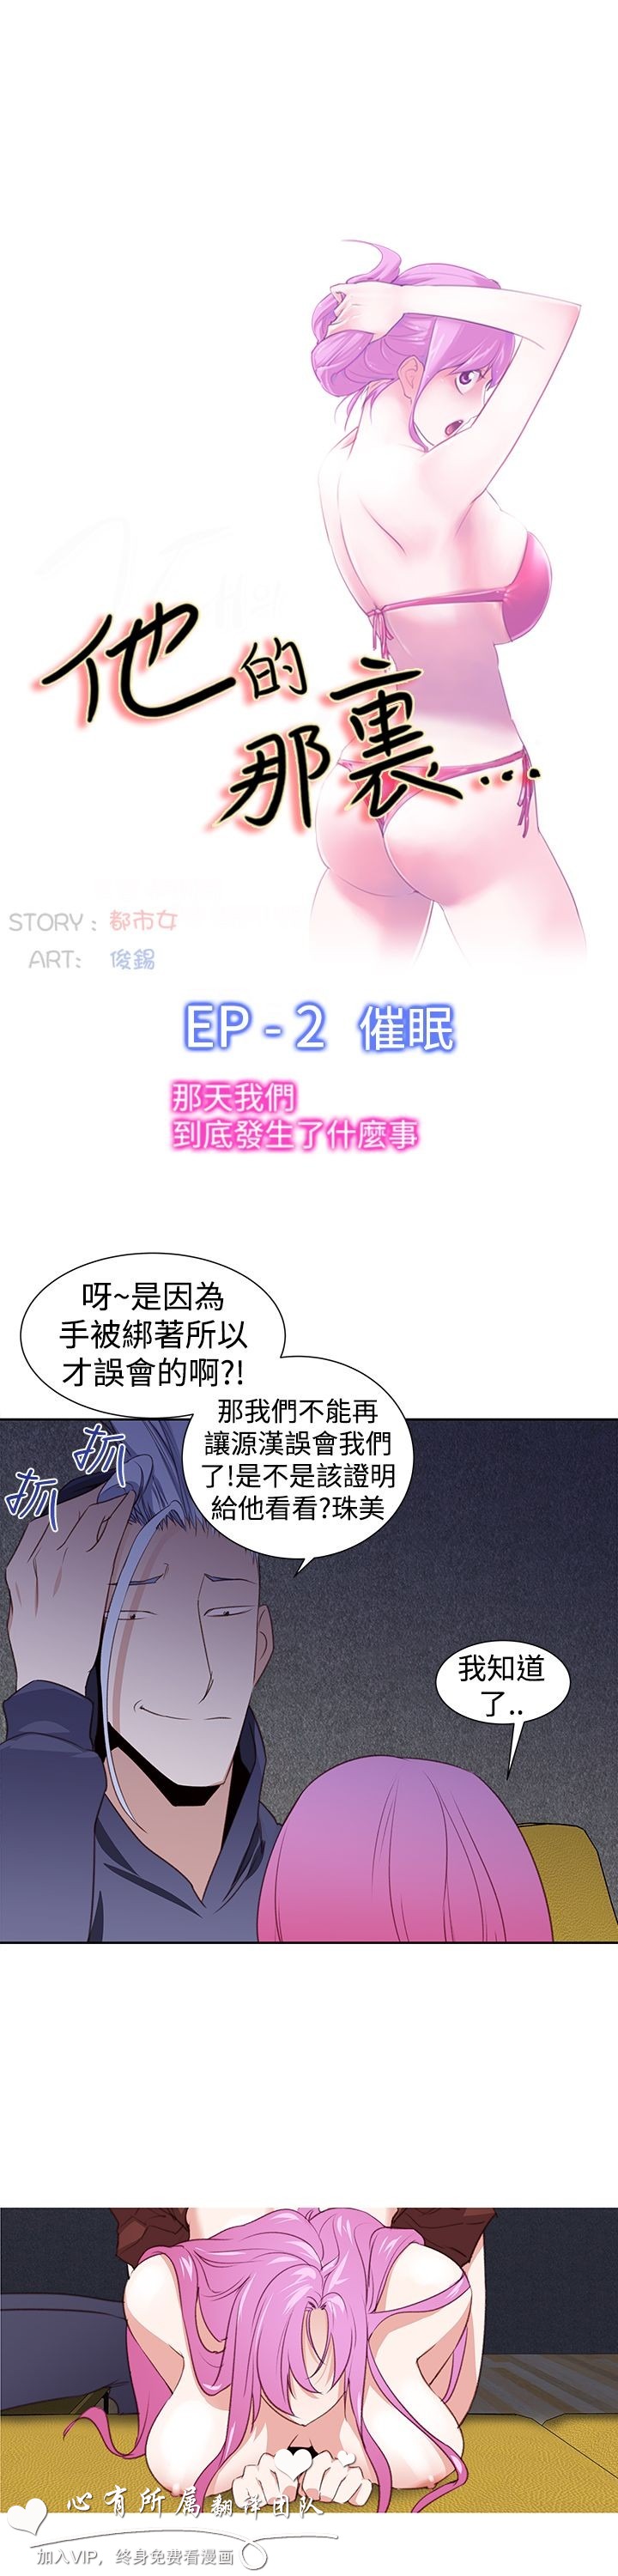 他的
那裏...
STORY : 都市女
ART: 俊錫
EP - 2 催眠
那天我們
到底發生了什麼事
呀~是因為
手被綁著所以
才誤會的啊?!
那我們不能再
讓源漢誤會我們
了!是不是該證明
給他看看?珠美
抓
抓
我知道
了..
心有所属翻译团队
加入VIP，终身免费看漫画